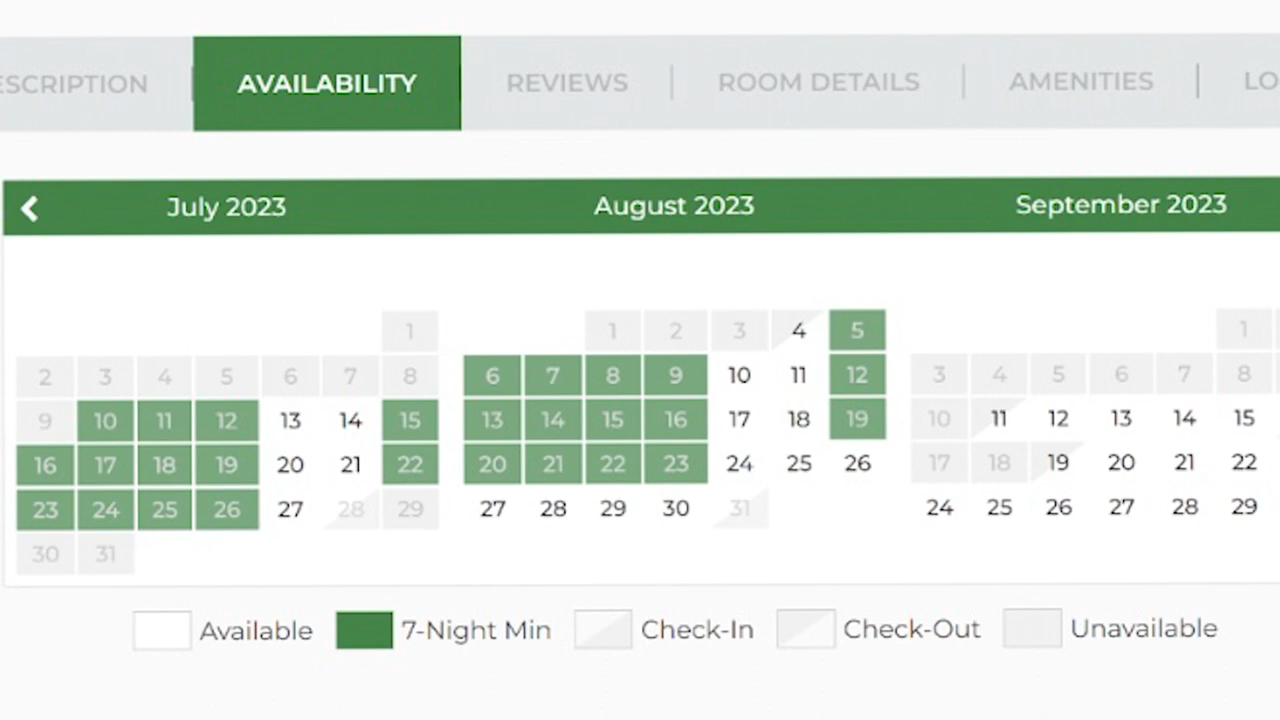 ESCRIPTION AVAILABILITY REVIEWS ROOM DETAILS AMENITIES LO
July 2023 August 2023 September 2023
1 1 2 3 4 5 1
2 3 4 5 6 7 8 6 7 8 9 10 11 12 3 4 5 6 7 8
9 10 11 12 13 14 15 13 14 15 16 17 18 19 10 11 12 13 14 15
16 17 18 19 20 21 22 20 21 22 23 24 25 26 17 18 19 20 21 22
23 24 25 26 27 28 29 27 28 29 30 31 24 25 26 27 28 29
30 31
Available 7-Night Min Check-In Check-Out Unavailable